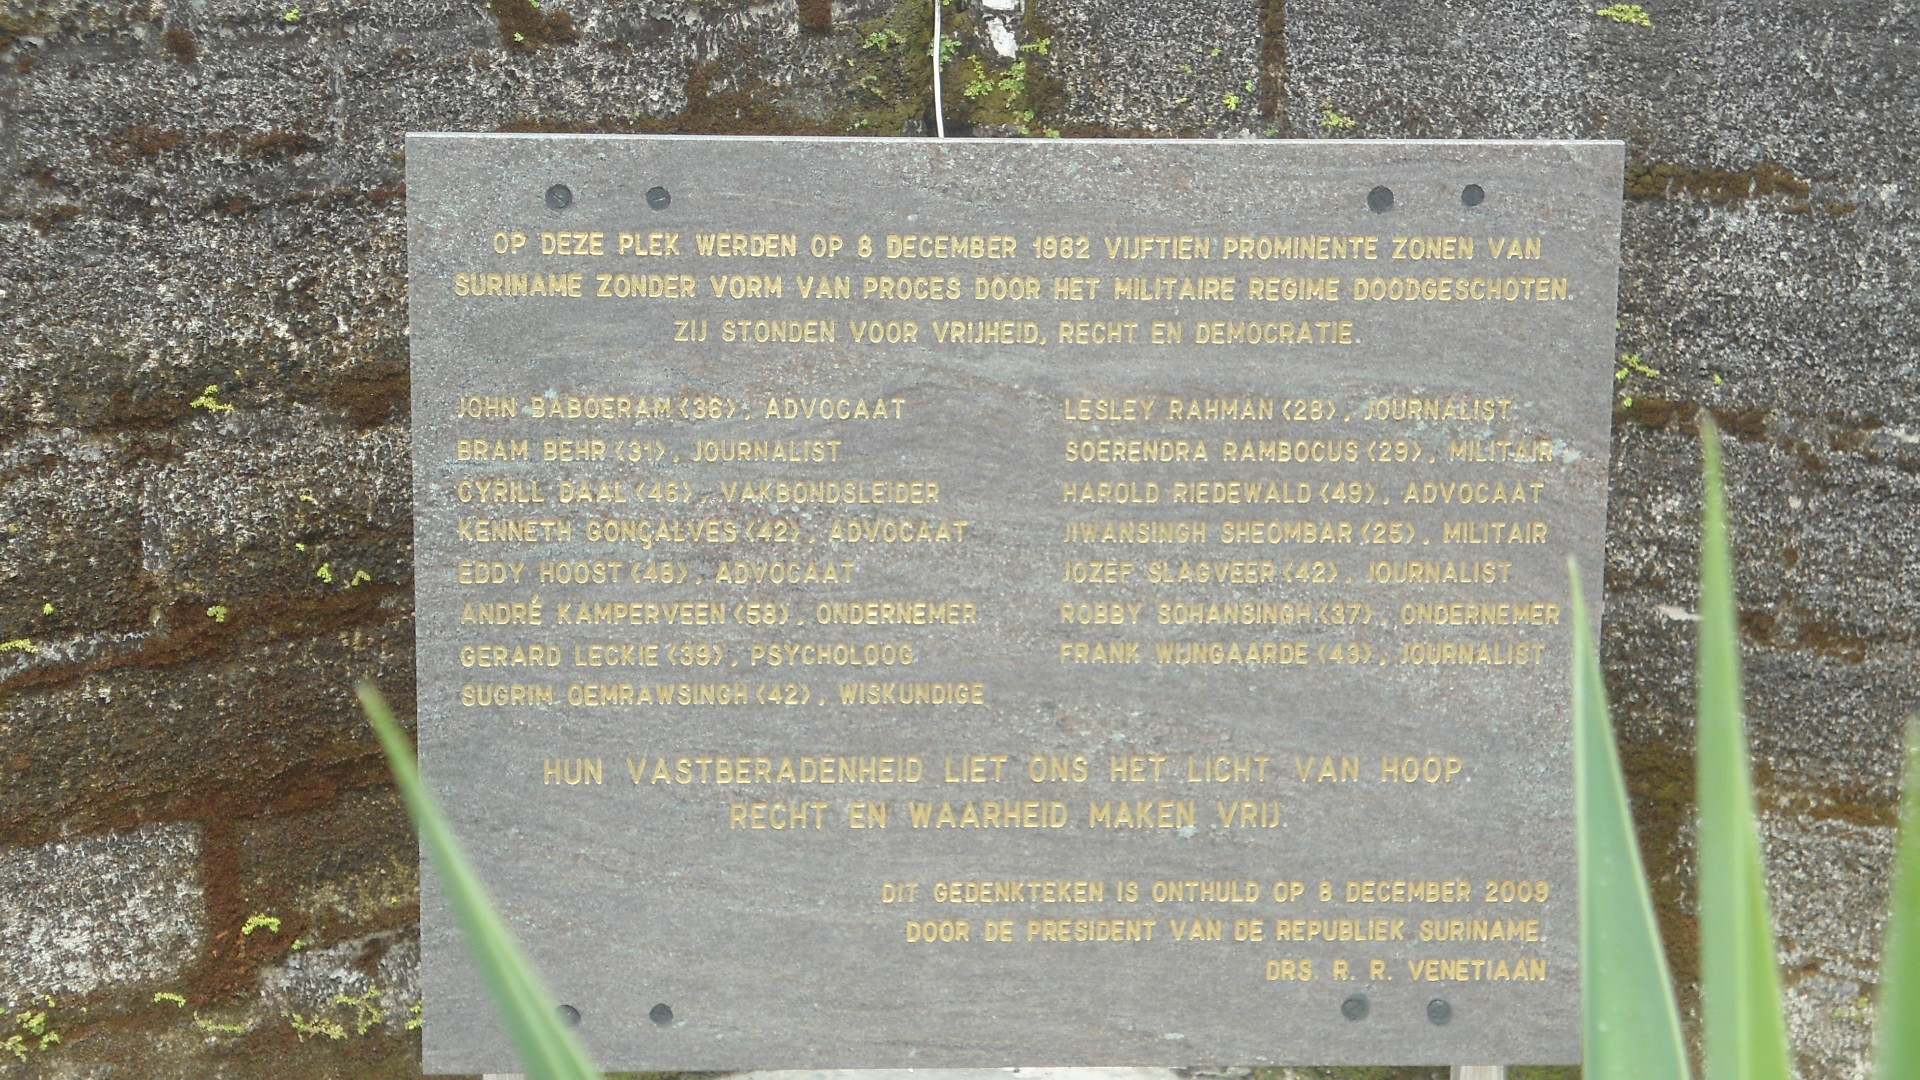 OP DEZE PLEK WERDEN OP 8 DECEMBER 1982 VIJFTIEN PROMINENTE ZONEN VAN
SURINAME ZONDER VORM VAN PROCES DOOR HET MILITAIRE REGIME DOODGESCHOTEN.
ZIJ STONDEN VOOR VRIJHEID, RECHT EN DEMOCRATIE.
JOHN BABOERAM (36), ADVOCAAT
BRAM BEHR (31), JOURNALIST
CYRILL DAAL (46), VAKBONDSLEIDER
KENNETH GONÇALVES (42), ADVOCAAT
EDDY HOOST (48), ADVOCAAT
ANDRÉ KAMPERVEEN (58), ONDERNEMER
GERARD LECKIE (39), PSYCHOLOOG
SUGRIM OEMRAWSINGH (42), WISKUNDIGE
LESLEY RAHMAN (28), JOURNALIST
SOERENDRA RAMBOCUS (29), MILITAIR
HAROLD RIEDEWALD (49), ADVOCAAT
JIWANSINGH SHEOMBAR (25), MILITAIR
JOZEF SLAGVEER (42), JOURNALIST
ROBBY SOHANSINGH (37), ONDERNEMER
FRANK WIJNGAARDE (43), JOURNALIST
HUN VASTBERADENHEID LIET ONS HET LICHT VAN HOOP.
RECHT EN WAARHEID MAKEN VRIJ.
DIT GEDENKTEKEN IS ONTHULD OP 8 DECEMBER 2009
DOOR DE PRESIDENT VAN DE REPUBLIEK SURINAME,
DRS. R. R. VENETIAAN